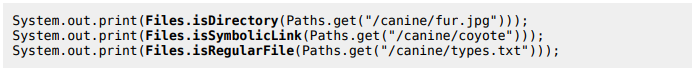 System.out.print(Files.isDirectory(Paths.get("/canine/fur.jpg")));
System.out.print(Files.isSymbolicLink(Paths.get("/canine/coyote")));
System.out.print(Files.isRegularFile(Paths.get("/canine/types.txt")));